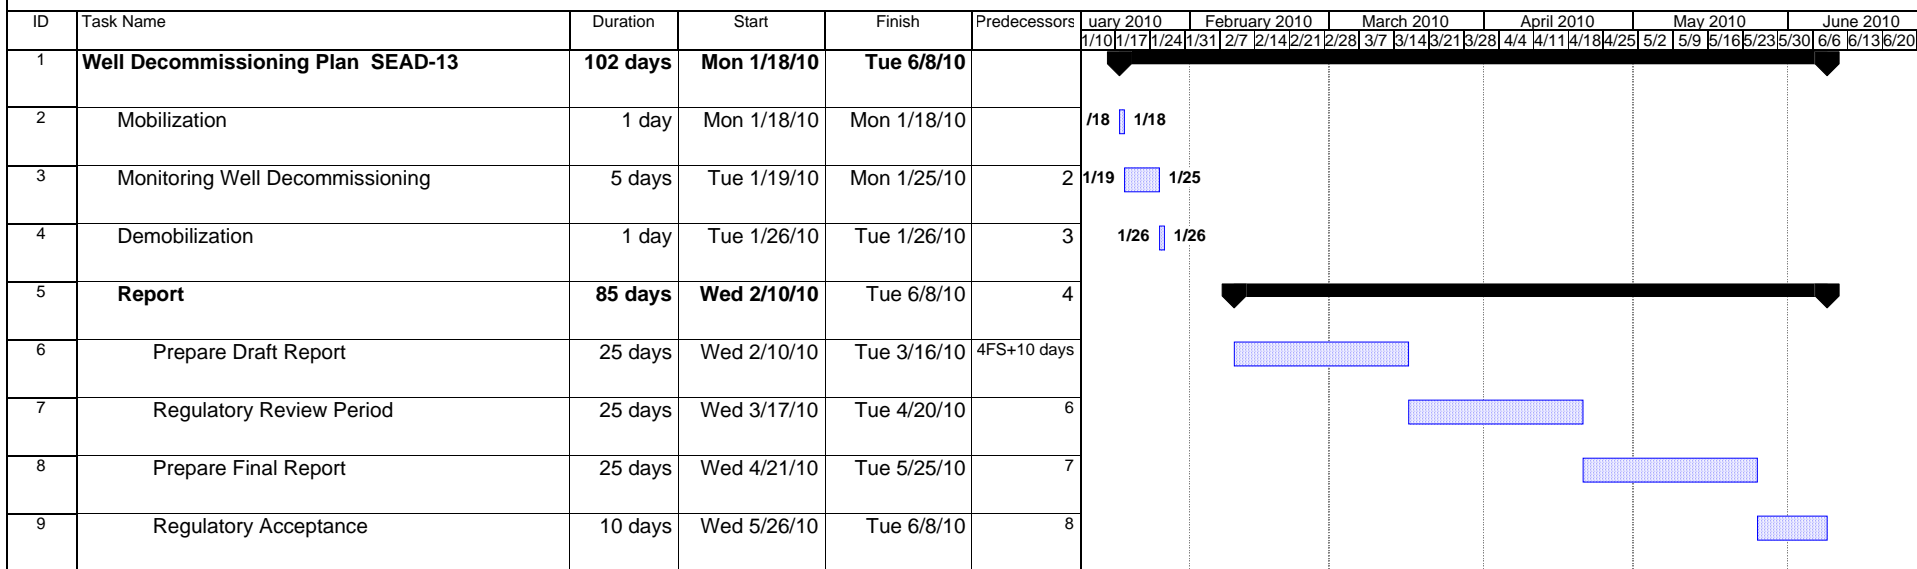 ID Task Name Duration Start Finish Predecessors uary 2010 February 2010 March 2010 April 2010 May 2010 June 2010
1/10 1/17 1/24 1/31 2/7 2/14 2/21 2/28 3/7 3/14 3/21 3/28 4/4 4/11 4/18 4/25 5/2 5/9 5/16 5/23 5/30 6/6 6/13 6/20
1 Well Decommissioning Plan SEAD-13 102 days Mon 1/18/10 Tue 6/8/10
2 Mobilization 1 day Mon 1/18/10 Mon 1/18/10 /18 1/18
3 Monitoring Well Decommissioning 5 days Tue 1/19/10 Mon 1/25/10 2 1/19 1/25
4 Demobilization 1 day Tue 1/26/10 Tue 1/26/10 3 1/26 1/26
5 Report 85 days Wed 2/10/10 Tue 6/8/10 4
6 Prepare Draft Report 25 days Wed 2/10/10 Tue 3/16/10 4FS+10 days
7 Regulatory Review Period 25 days Wed 3/17/10 Tue 4/20/10 6
8 Prepare Final Report 25 days Wed 4/21/10 Tue 5/25/10 7
9 Regulatory Acceptance 10 days Wed 5/26/10 Tue 6/8/10 8